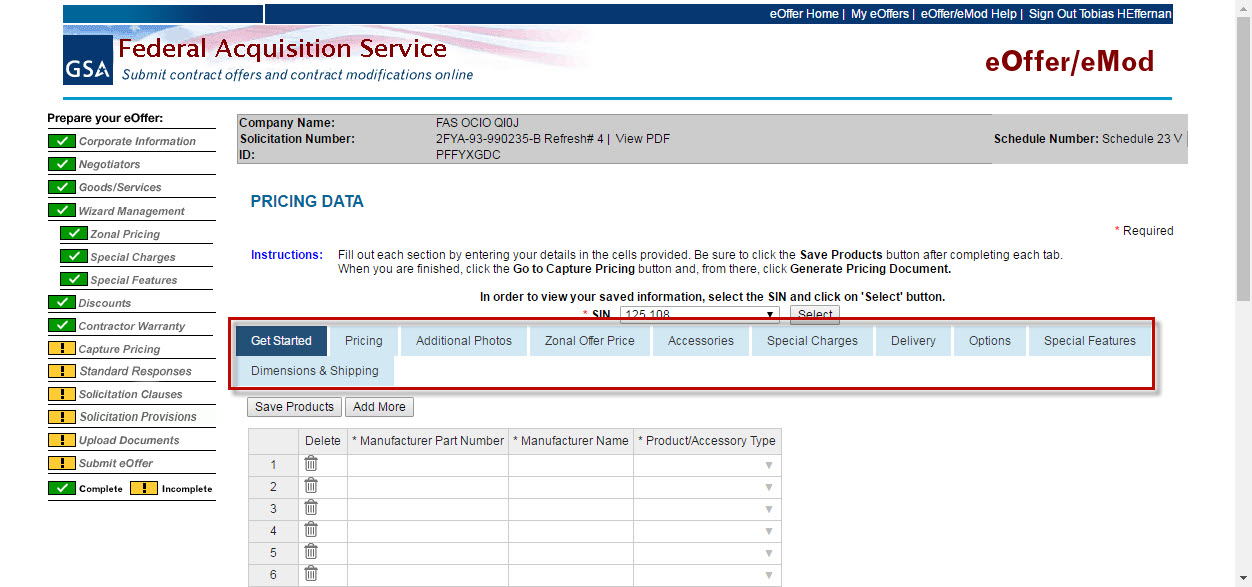 eOffer Home | My eOffers | eOffer/eMod Help | Sign Out Tobias HEffernan
GSA
Federal Acquisition Service
Submit contract offers and contract modifications online
eOffer/eMod
Prepare your eOffer:
Corporate Information
Negotiators
Goods/Services
Wizard Management
Zonal Pricing
Special Charges
Special Features
Discounts
Contractor Warranty
Capture Pricing
Standard Responses
Solicitation Clauses
Solicitation Provisions
Upload Documents
Submit eOffer
Complete Incomplete
Company Name: FAS OCIO QI0J
Solicitation Number: 2FYA-93-990235-B Refresh# 4 | View PDF Schedule Number: Schedule 23 V
ID: PFFYXGDC
PRICING DATA
* Required
Instructions: Fill out each section by entering your details in the cells provided. Be sure to click the Save Products button after completing each tab.
When you are finished, click the Go to Capture Pricing button and, from there, click Generate Pricing Document.
In order to view your saved information, select the SIN and click on 'Select' button.
* SIN 125 108 Select
Get Started Pricing Additional Photos Zonal Offer Price Accessories Special Charges Delivery Options Special Features
Dimensions & Shipping
Save Products Add More
Delete * Manufacturer Part Number * Manufacturer Name * Product/Accessory Type
1
2
3
4
5
6